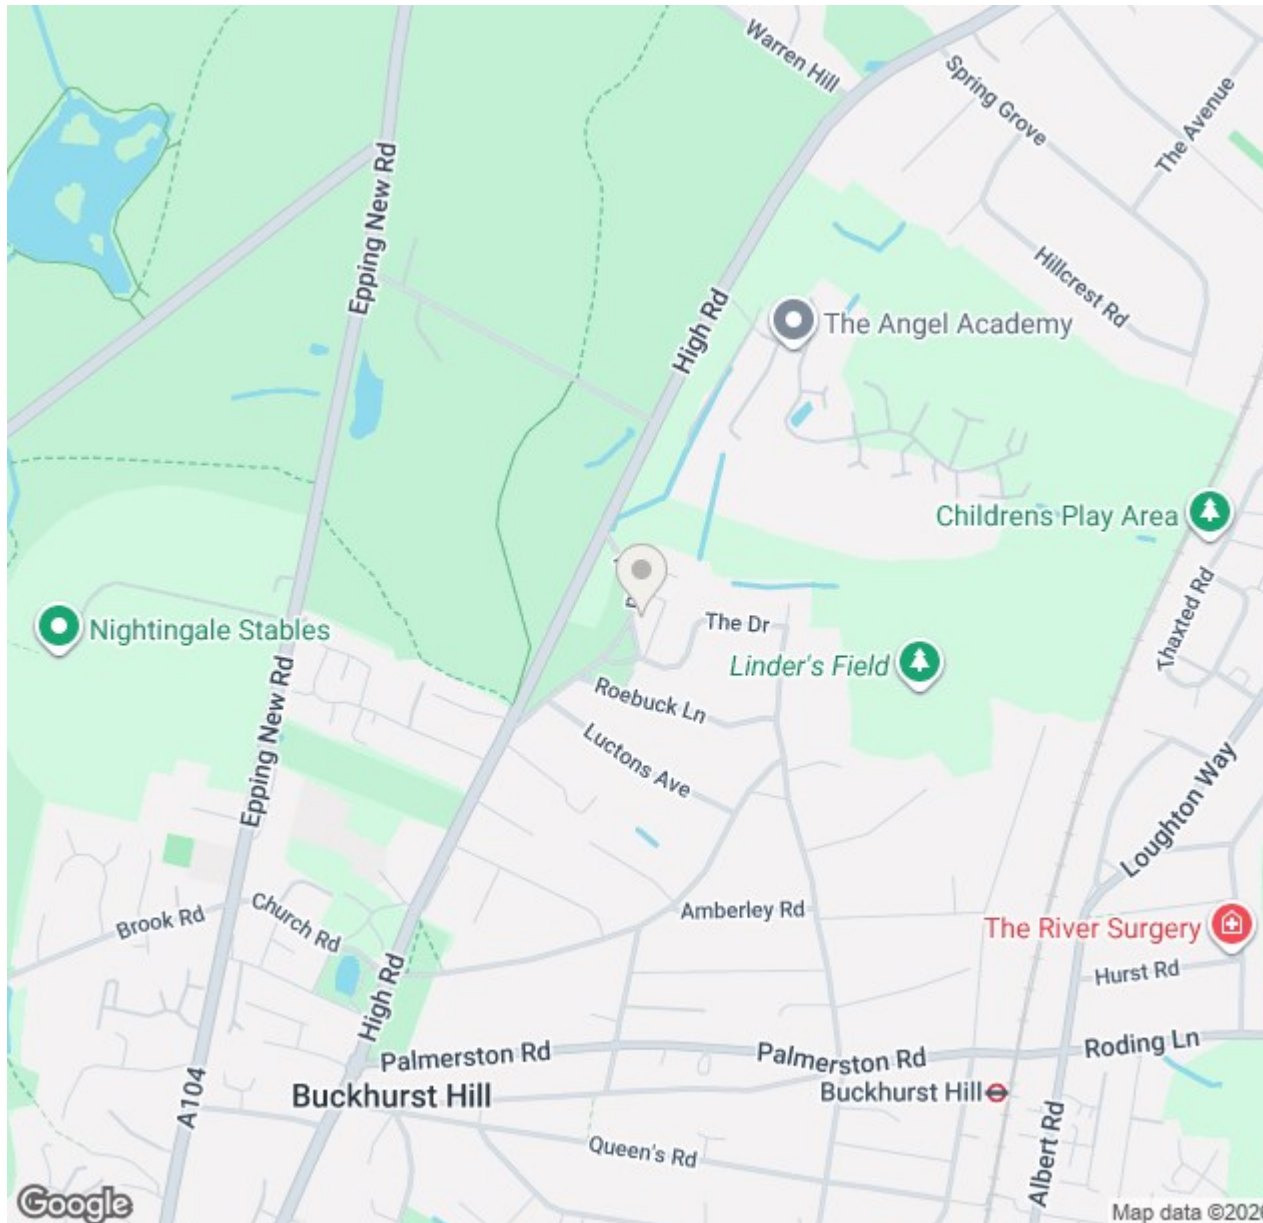 Warren Hill
Spring Grove
The Avenue
Epping New Rd
Hillcrest Rd
High Rd
The Angel Academy
Childrens Play Area
Thaxted Rd
The Dr
Nightingale Stables
Linder's Field
Roebuck Ln
Epping New Rd
Luctons Ave
Loughton Way
Church Rd
Brook Rd
Amberley Rd
The River Surgery
High Rd
Hurst Rd
Palmerston Rd
Palmerston Rd
Roding Ln
A104
Buckhurst Hill
Buckhurst Hill
Queen's Rd
Albert Rd
Google
Map data ©2026